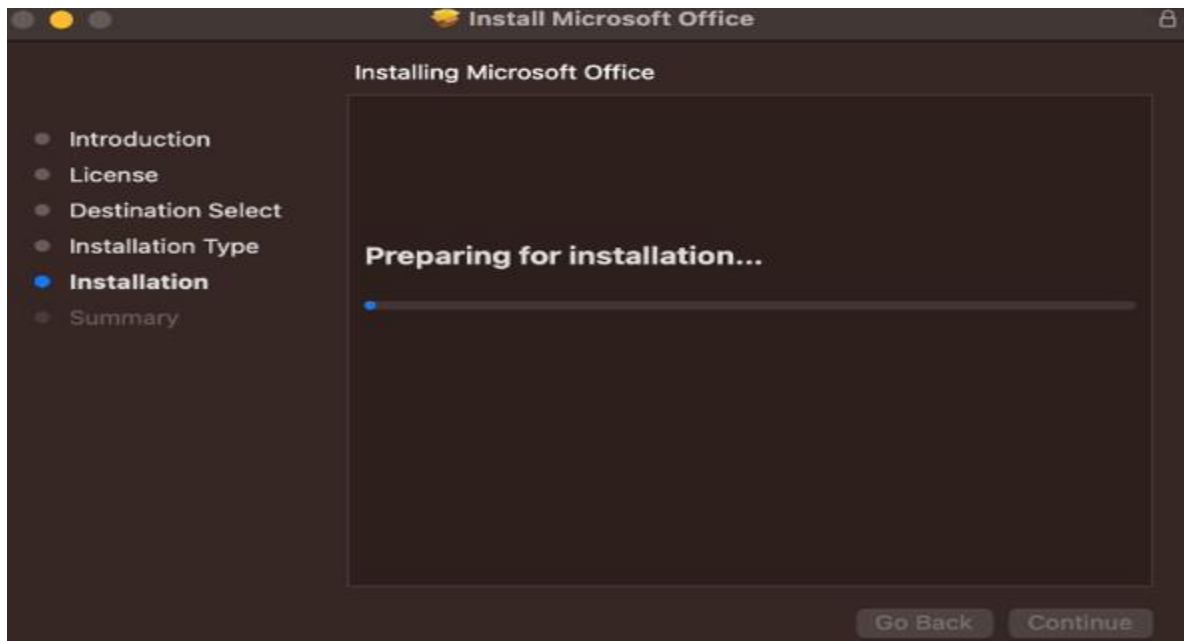 Install Microsoft Office
Installing Microsoft Office
Introduction
License
Destination Select
Installation Type
Installation
Summary
Preparing for installation...
Go Back
Continue